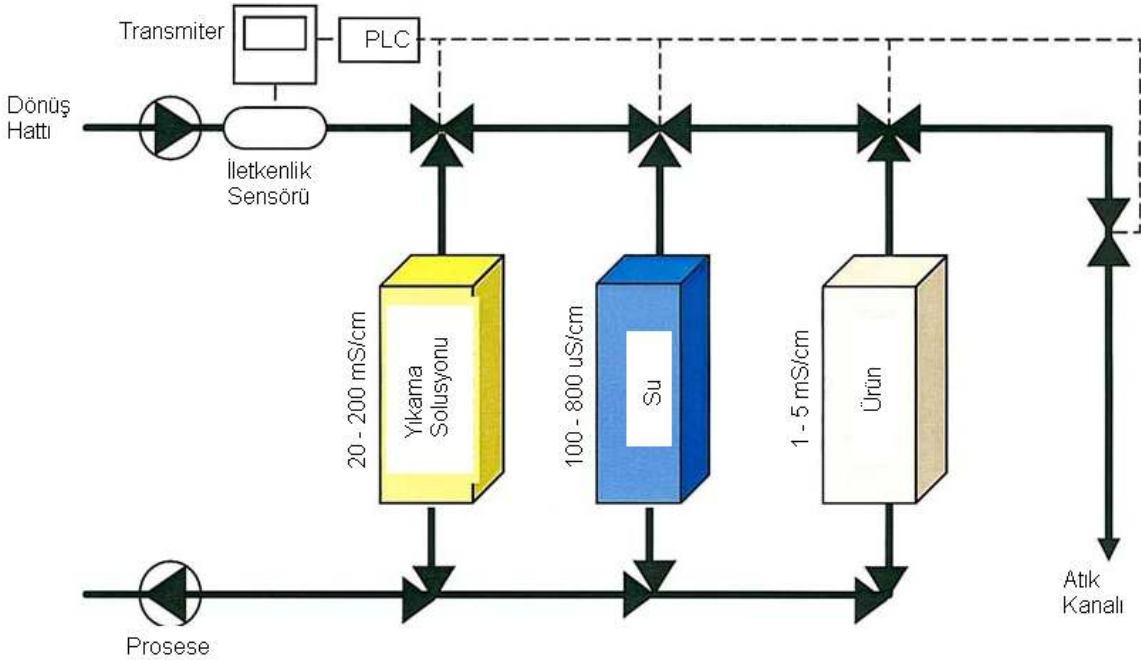 Transmiter
PLC
Dönüş
Hattı
İletkenlik
Sensörü
20 - 200 mS/cm
Yıkama
Solusyonu
100 - 800 uS/cm
Su
1 - 5 mS/cm
Ürün
Atık
Kanalı
Prosese